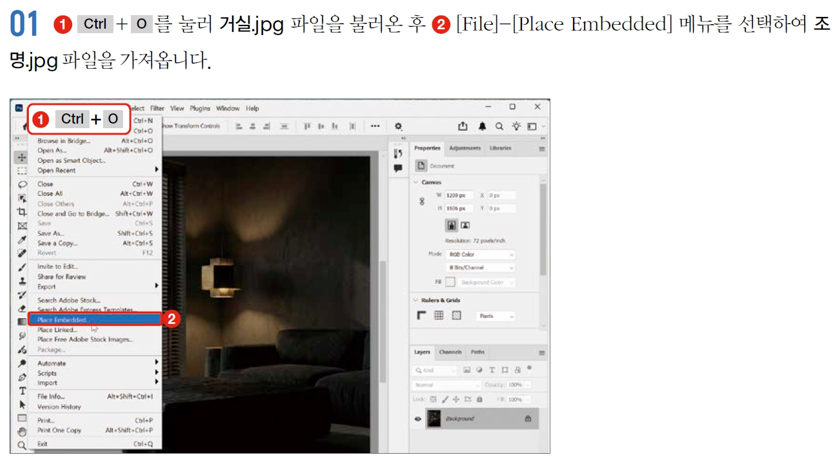 01 ❶ Ctrl + O 를 눌러 거실.jpg 파일을 불러온 후 ❷ [File]-[Place Embedded] 메뉴를 선택하여 조
명.jpg 파일을 가져옵니다.
❶ Ctrl + O
Ps
Filter View Plugins Window Help
Show Transform Controls
Ctrl+N
Ctrl+O
Browse in Bridge... Alt+Ctrl+O
Open As... Alt+Shift+Ctrl+O
Open as Smart Object...
Open Recent
Close Ctrl+W
Close All Alt+Ctrl+W
Close Others Alt+Ctrl+P
Close and Go to Bridge... Shift+Ctrl+W
Save Ctrl+S
Save As... Shift+Ctrl+S
Save a Copy... Alt+Ctrl+S
Revert F12
Invite to Edit...
Share for Review
Export
Search Adobe Stock...
Search Adobe Express Templates...
Place Embedded... ❷
Place Linked...
Place Free Adobe Stock Images...
Package...
Automate
Scripts
Import
File Info... Alt+Shift+Ctrl+I
Version History
Print... Ctrl+P
Print One Copy Alt+Shift+Ctrl+P
Exit Ctrl+Q
Properties Adjustments Libraries
Document
Canvas
W 1200 px X 0 px
H Y 0 px
Resolution: 72 pixels/inch
Mode RGB Color
8 Bits/Channel
Fill Background Color
Rulers & Grids
Pixels
Layers Channels Paths
Kind
Normal Opacity: 100%
Lock: Fill: 100%
Background